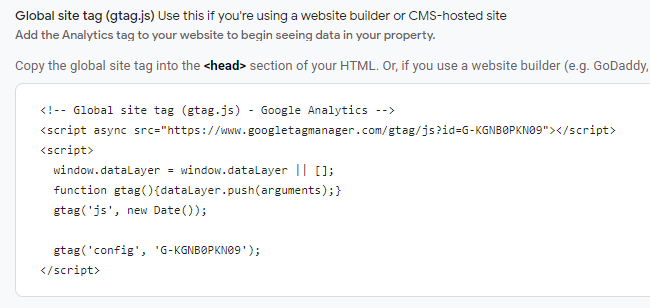 Global site tag (gtag.js) Use this if you're using a website builder or CMS-hosted site
Add the Analytics tag to your website to begin seeing data in your property.
Copy the global site tag into the <head> section of your HTML. Or, if you use a website builder (e.g. GoDaddy,
<!-- Global site tag (gtag.js) - Google Analytics -->
<script async src="https://www.googletagmanager.com/gtag/js?id=G-KGNB0PKN09"></script>
<script>
  window.dataLayer = window.dataLayer || [];
  function gtag(){dataLayer.push(arguments);}
  gtag('js', new Date());

  gtag('config', 'G-KGNB0PKN09');
</script>